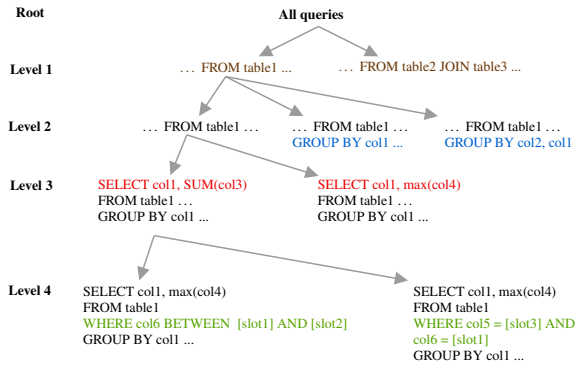 Root
All queries
Level 1
... FROM table1 ...
... FROM table2 JOIN table3 ...
Level 2
... FROM table1 ...
... FROM table1 ...
GROUP BY col1 ...
... FROM table1 ...
GROUP BY col2, col1
Level 3
SELECT col1, SUM(col3)
FROM table1 ...
GROUP BY col1 ...
SELECT col1, max(col4)
FROM table1 ...
GROUP BY col1 ...
Level 4
SELECT col1, max(col4)
FROM table1
WHERE col6 BETWEEN [slot1] AND [slot2]
GROUP BY col1 ...
SELECT col1, max(col4)
FROM table1
WHERE col5 = [slot3] AND
col6 = [slot1]
GROUP BY col1 ...